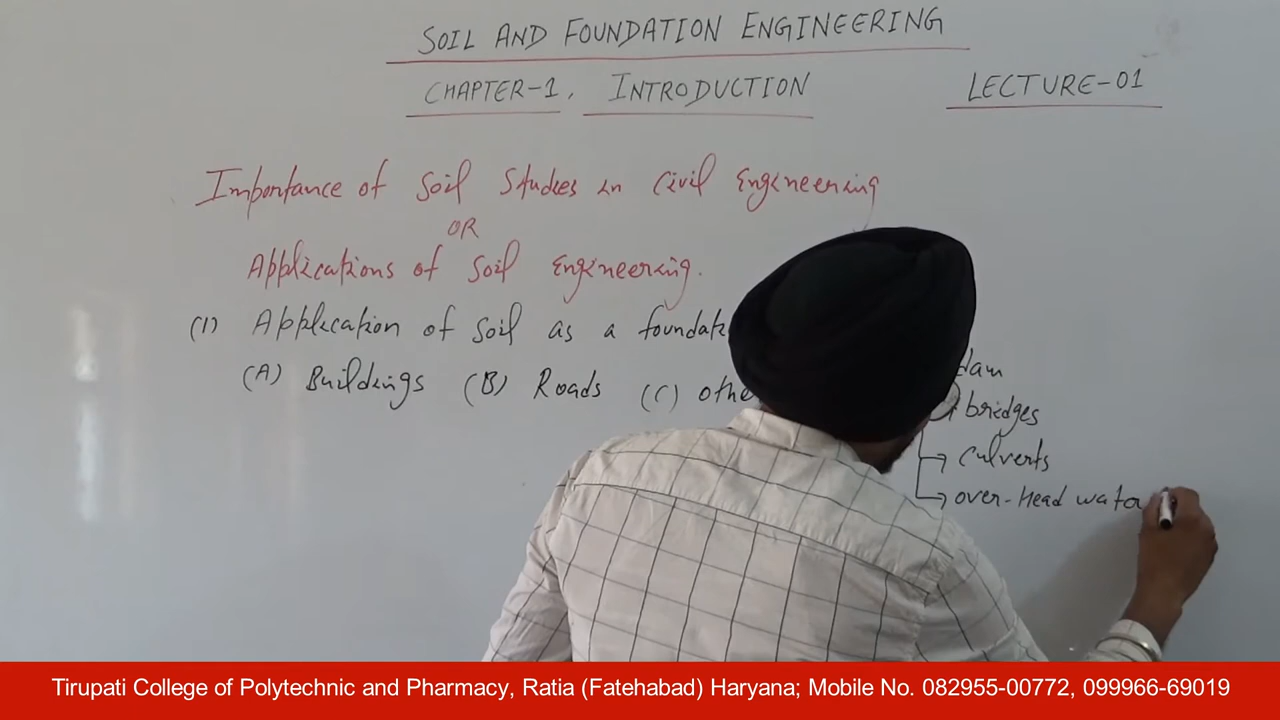 SOIL AND FOUNDATION ENGINEERING
CHAPTER-1, INTRODUCTION LECTURE-01
Importance of Soil Studies in Civil Engineering
OR
Applications of Soil Engineering.
(1) Application of Soil as a foundat
dam
(A) Buildings (B) Roads (C) othe
bridges
Culverts
over-Head water
Tirupati College of Polytechnic and Pharmacy, Ratia (Fatehabad) Haryana; Mobile No. 082955-00772, 099966-69019